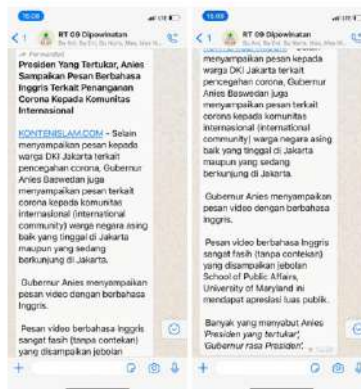 15.09
RT 09 Dipowinatan
Forwarded
Presiden Yang Tertukar, Anies
Sampaikan Pesan Berbahasa
Inggris Terkait Penanganan
Corona Kepada Komunitas
Internasional
KONTENISLAM.COM - Selain
menyampaikan pesan kepada
warga DKI Jakarta terkait
pencegahan corona, Gubernur
Anies Baswedan juga
menyampaikan pesan terkait
corona kepada komunitas
internasional (international
community) warga negara asing
baik yang tinggal di Jakarta
maupun yang sedang
berkunjung di Jakarta.
Gubernur Anies menyampaikan
pesan video dengan berbahasa
Inggris.
Pesan video berbahasa Inggris
sangat fasih (tanpa contekan)
yang disampaikan jebolan
RT 09 Dipowinatan
menyampaikan pesan kepada
warga DKI Jakarta terkait
pencegahan corona, Gubernur
Anies Baswedan juga
menyampaikan pesan terkait
corona kepada komunitas
internasional (international
community) warga negara asing
baik yang tinggal di Jakarta
maupun yang sedang
berkunjung di Jakarta.
Gubernur Anies menyampaikan
pesan video dengan berbahasa
Inggris.
Pesan video berbahasa Inggris
sangat fasih (tanpa contekan)
yang disampaikan jebolan
School of Public Affairs,
University of Maryland ini
mendapat apresiasi luas publik.
Banyak yang menyabut Anies
'Presiden yang tertukar',
'Gubernur rasa Presiden'.